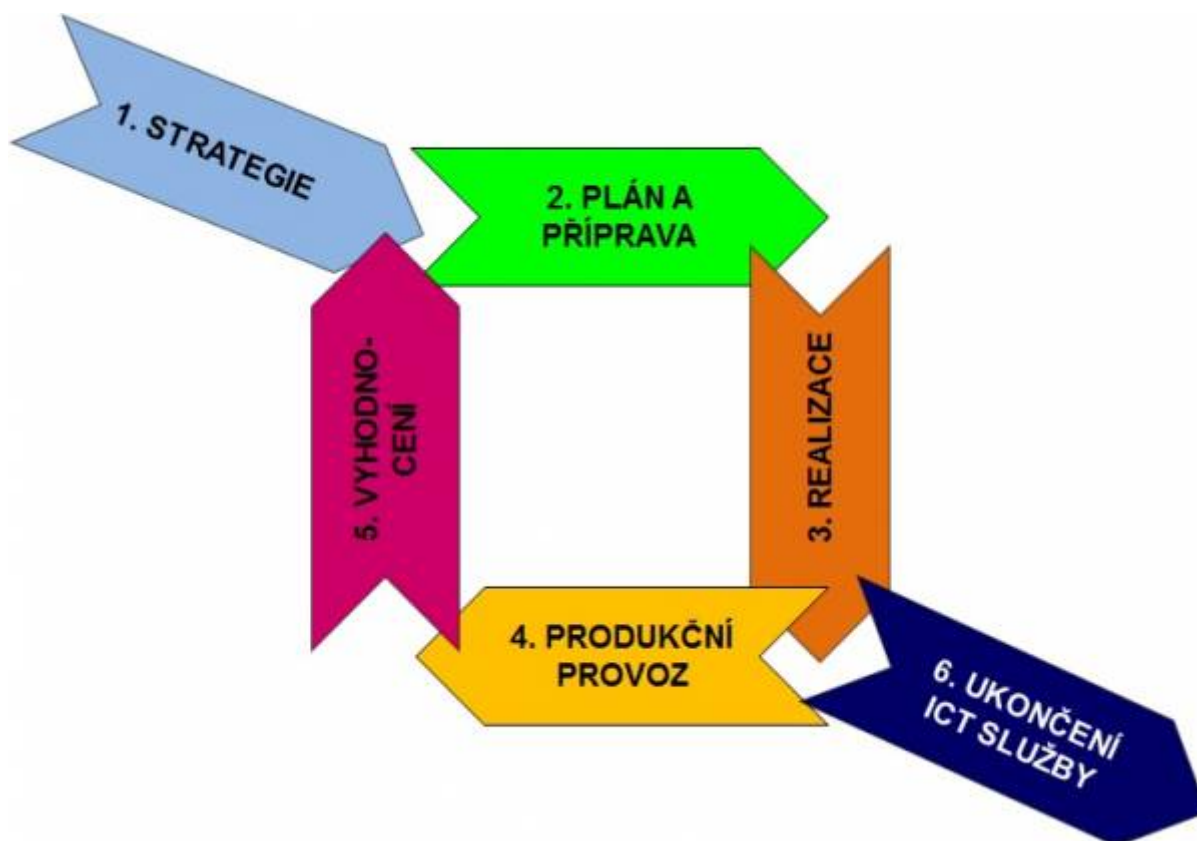 1. STRATEGIE
2. PLÁN A
PŘÍPRAVA
3. REALIZACE
4. PRODUKČNÍ
PROVOZ
5. VYHODNO-
CENÍ
6. UKONČENÍ
ICT SLUŽBY